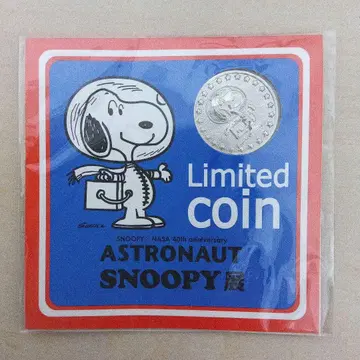 Limited
coin
SNOOPY · NASA 40th anniversary
ASTRONAUT
SNOOPY展